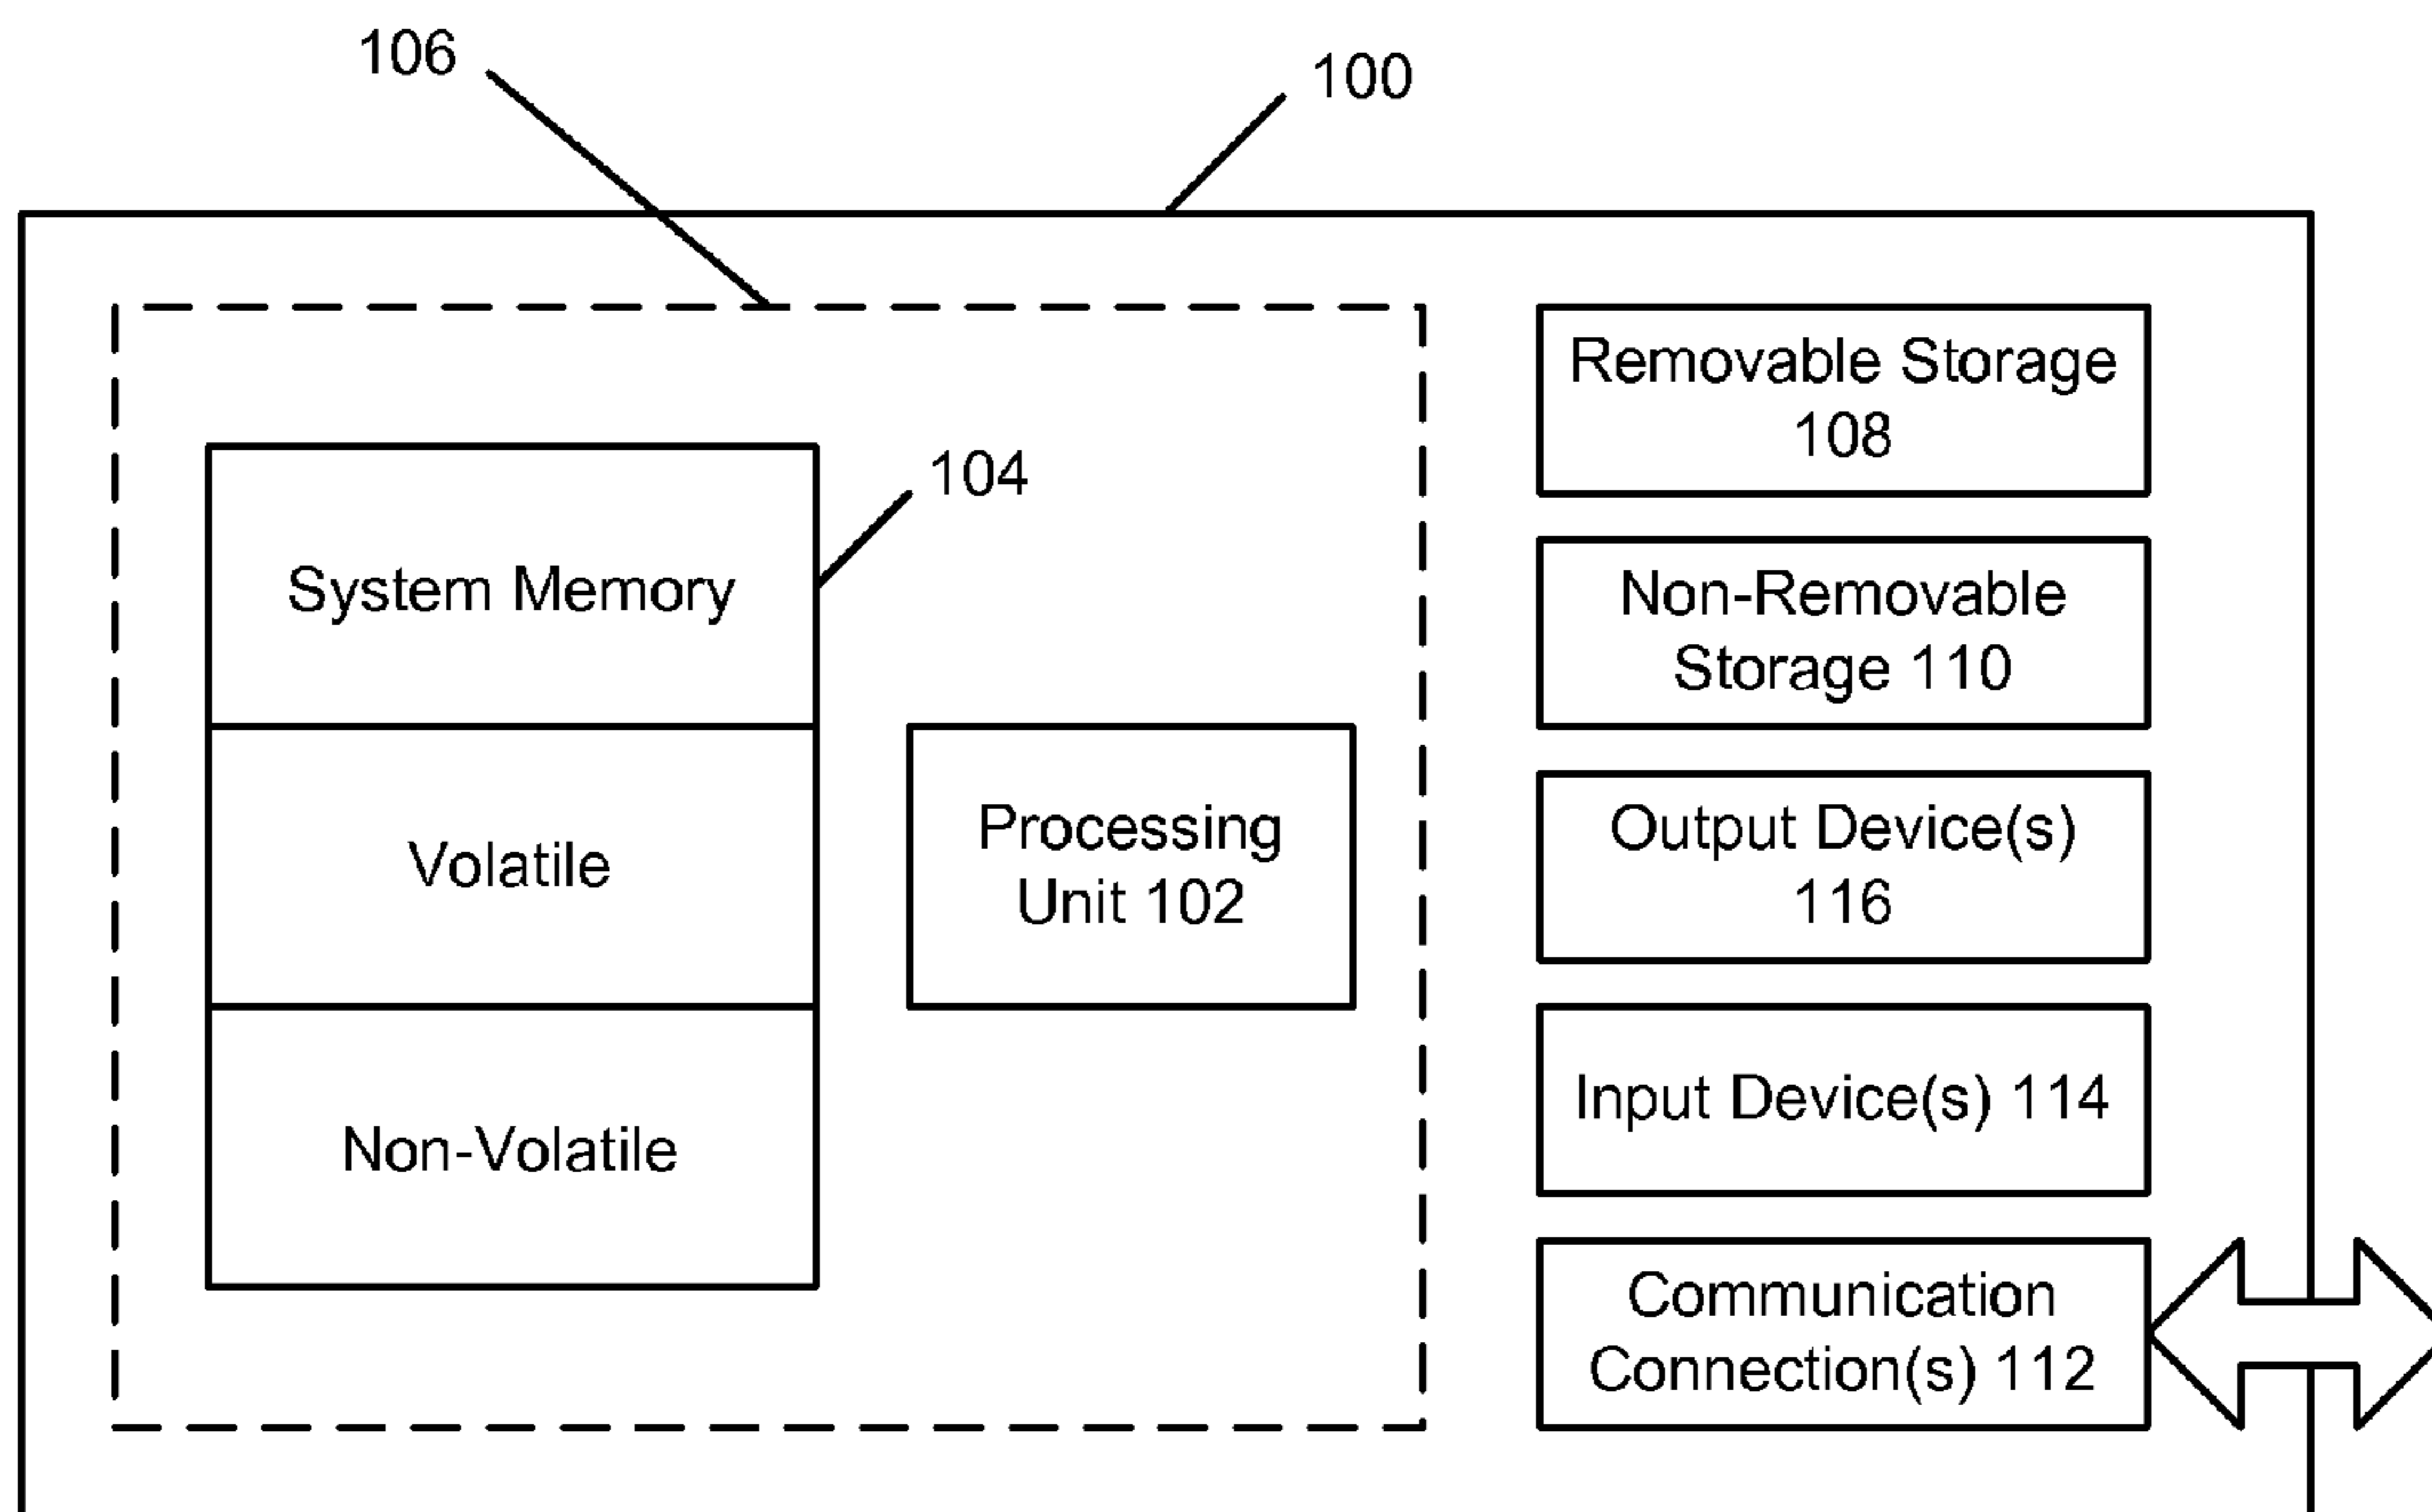 106
100
Removable Storage
108
104
System Memory
Non-Removable
Storage 110
Volatile
Processing
Unit 102
Output Device(s)
116
Non-Volatile
Input Device(s) 114
Communication
Connection(s) 112